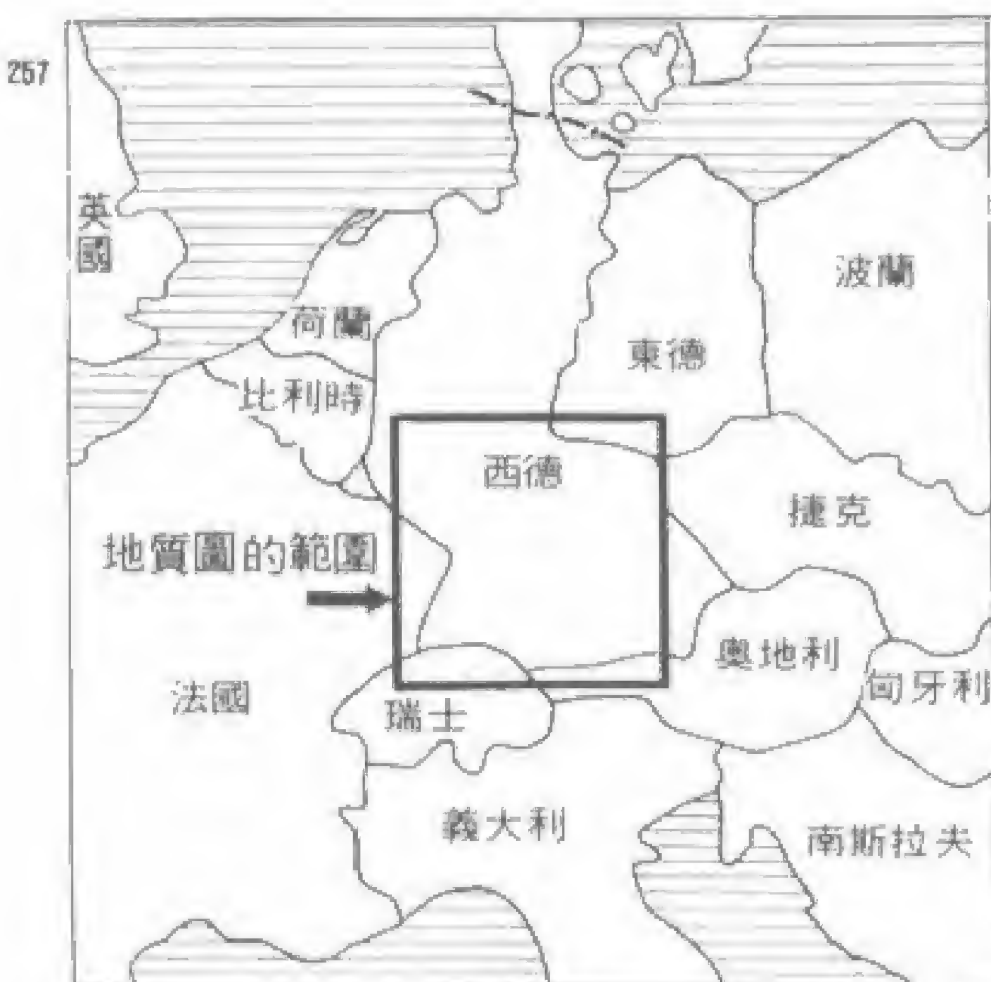 257
英
國
波蘭
荷蘭
東德
比利時
西德
捷克
地質圖的範圍
奧地利
法國
匈牙利
瑞士
義大利
南斯拉夫